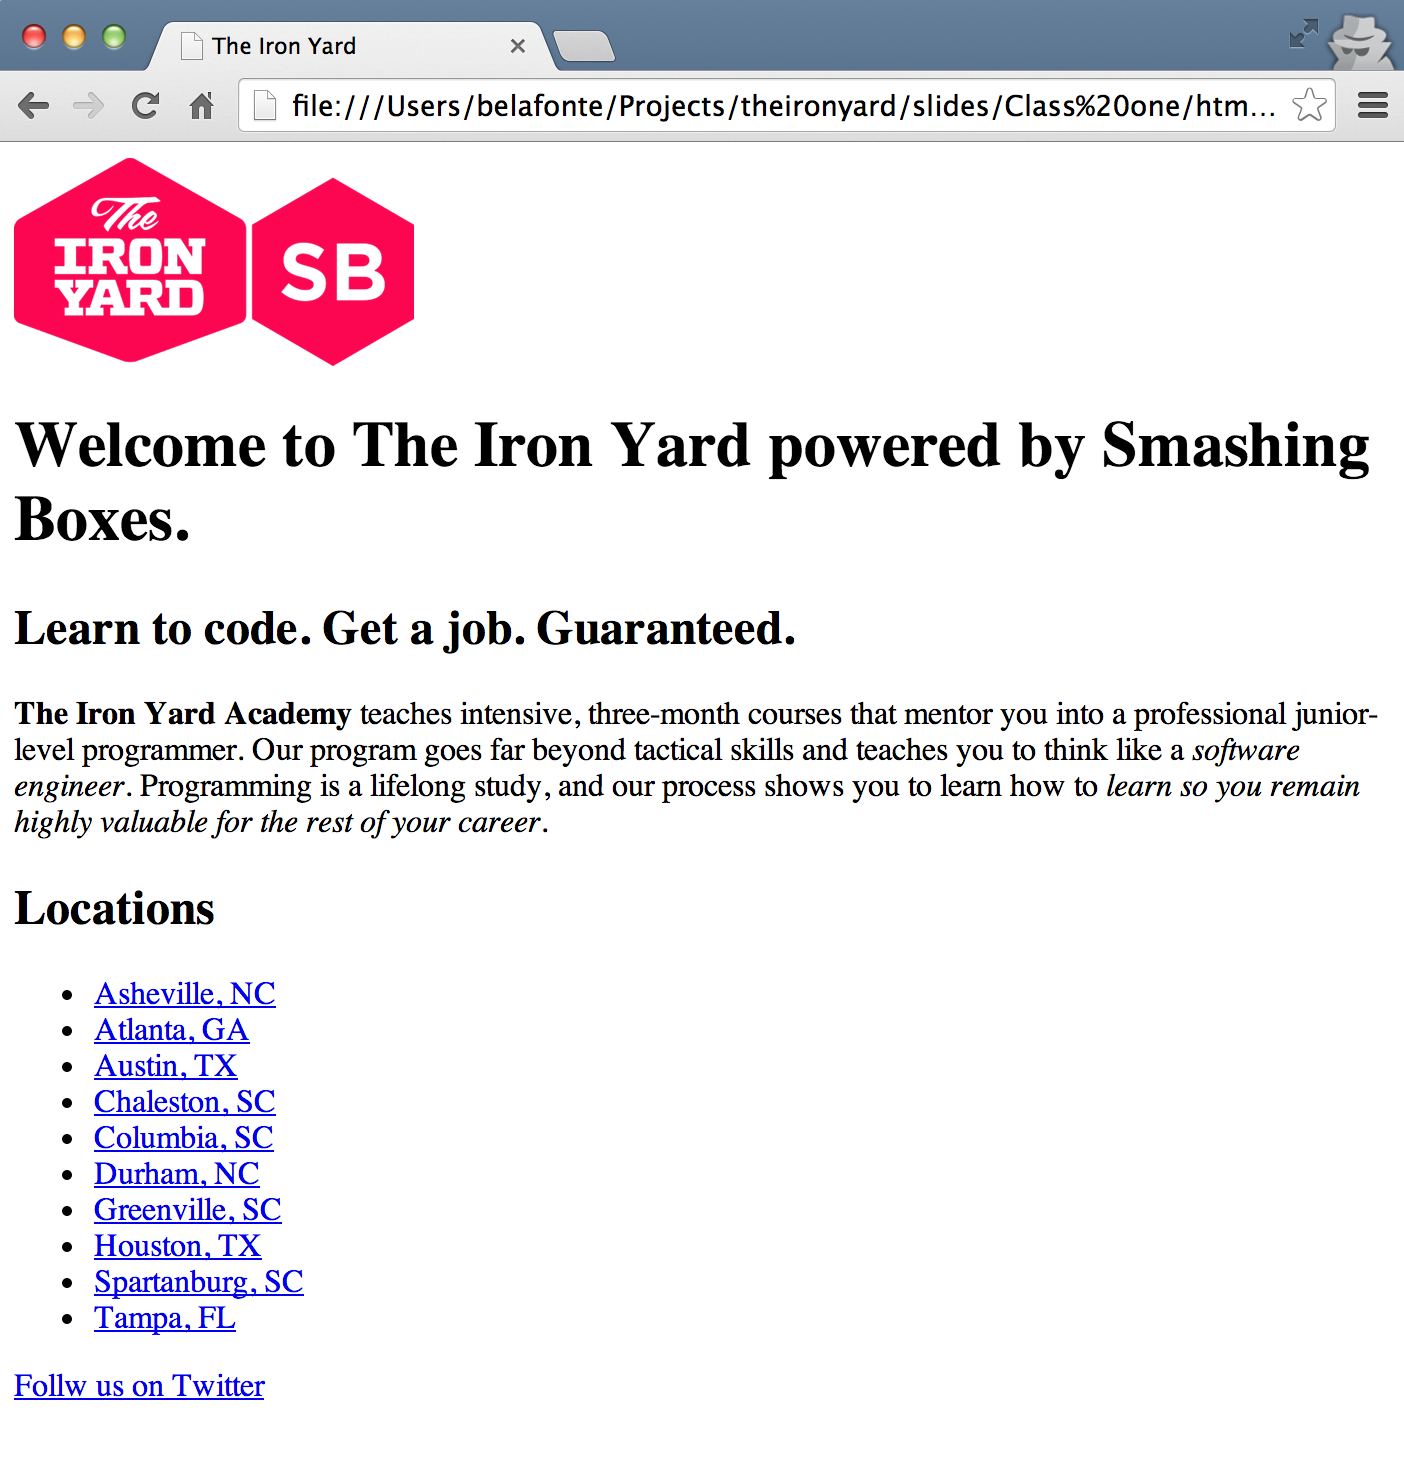 The Iron Yard
file:///Users/belafonte/Projects/theironyard/slides/Class%20one/htm...
The
IRON
YARD
SB
Welcome to The Iron Yard powered by Smashing
Boxes.
Learn to code. Get a job. Guaranteed.
The Iron Yard Academy teaches intensive, three-month courses that mentor you into a professional junior-
level programmer. Our program goes far beyond tactical skills and teaches you to think like a software
engineer. Programming is a lifelong study, and our process shows you to learn how to learn so you remain
highly valuable for the rest of your career.
Locations
Asheville, NC
Atlanta, GA
Austin, TX
Chaleston, SC
Columbia, SC
Durham, NC
Greenville, SC
Houston, TX
Spartanburg, SC
Tampa, FL
Follw us on Twitter